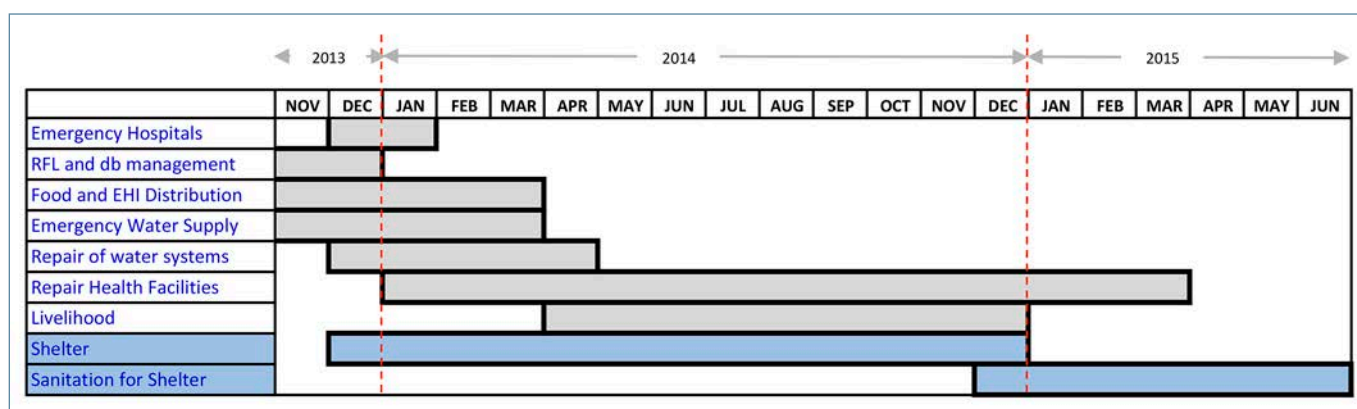 2013 2014 2015
NOV DEC JAN FEB MAR APR MAY JUN JUL AUG SEP OCT NOV DEC JAN FEB MAR APR MAY JUN
Emergency Hospitals
RFL and db management
Food and EHI Distribution
Emergency Water Supply
Repair of water systems
Repair Health Facilities
Livelihood
Shelter
Sanitation for Shelter